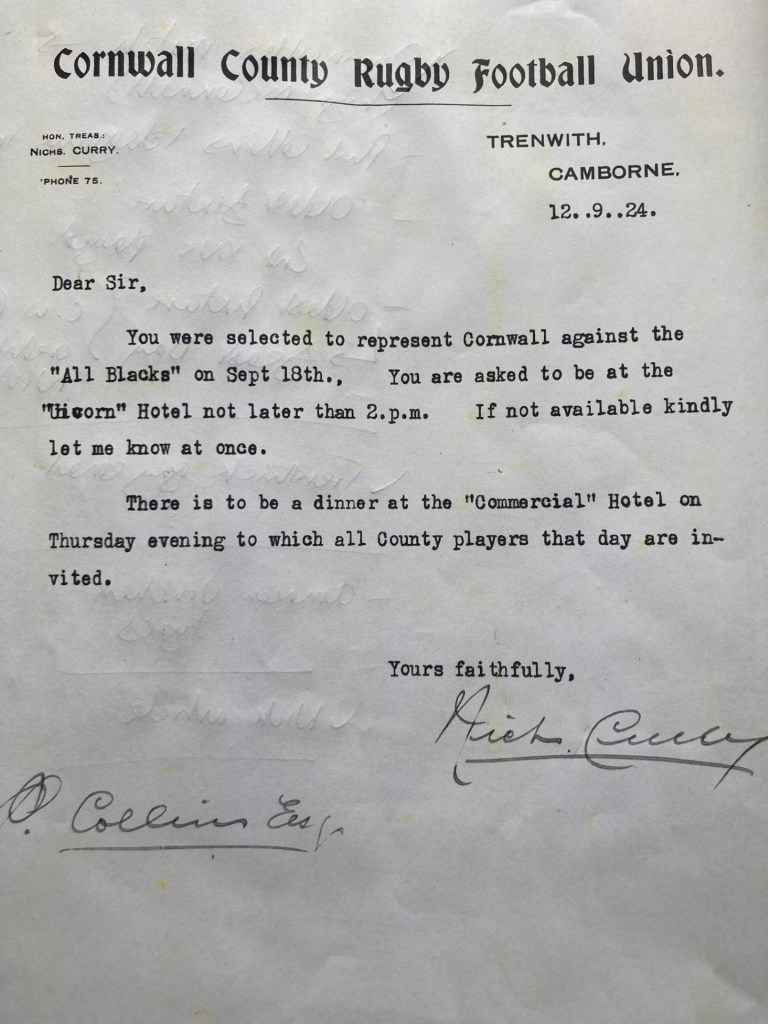 Cornwall County Rugby Football Union.
HON. TREAS.:
NICHS. CURRY.
'PHONE 75.
TRENWITH,
CAMBORNE,
12..9..24.
Dear Sir,
You were selected to represent Cornwall against the
"All Blacks" on Sept 18th., You are asked to be at the
"Uicorn" Hotel not later than 2.p.m. If not available kindly
let me know at once.
There is to be a dinner at the "Commercial" Hotel on
Thursday evening to which all County players that day are in-
vited.
Yours faithfully,
Nich. Curry
Collins Esq.